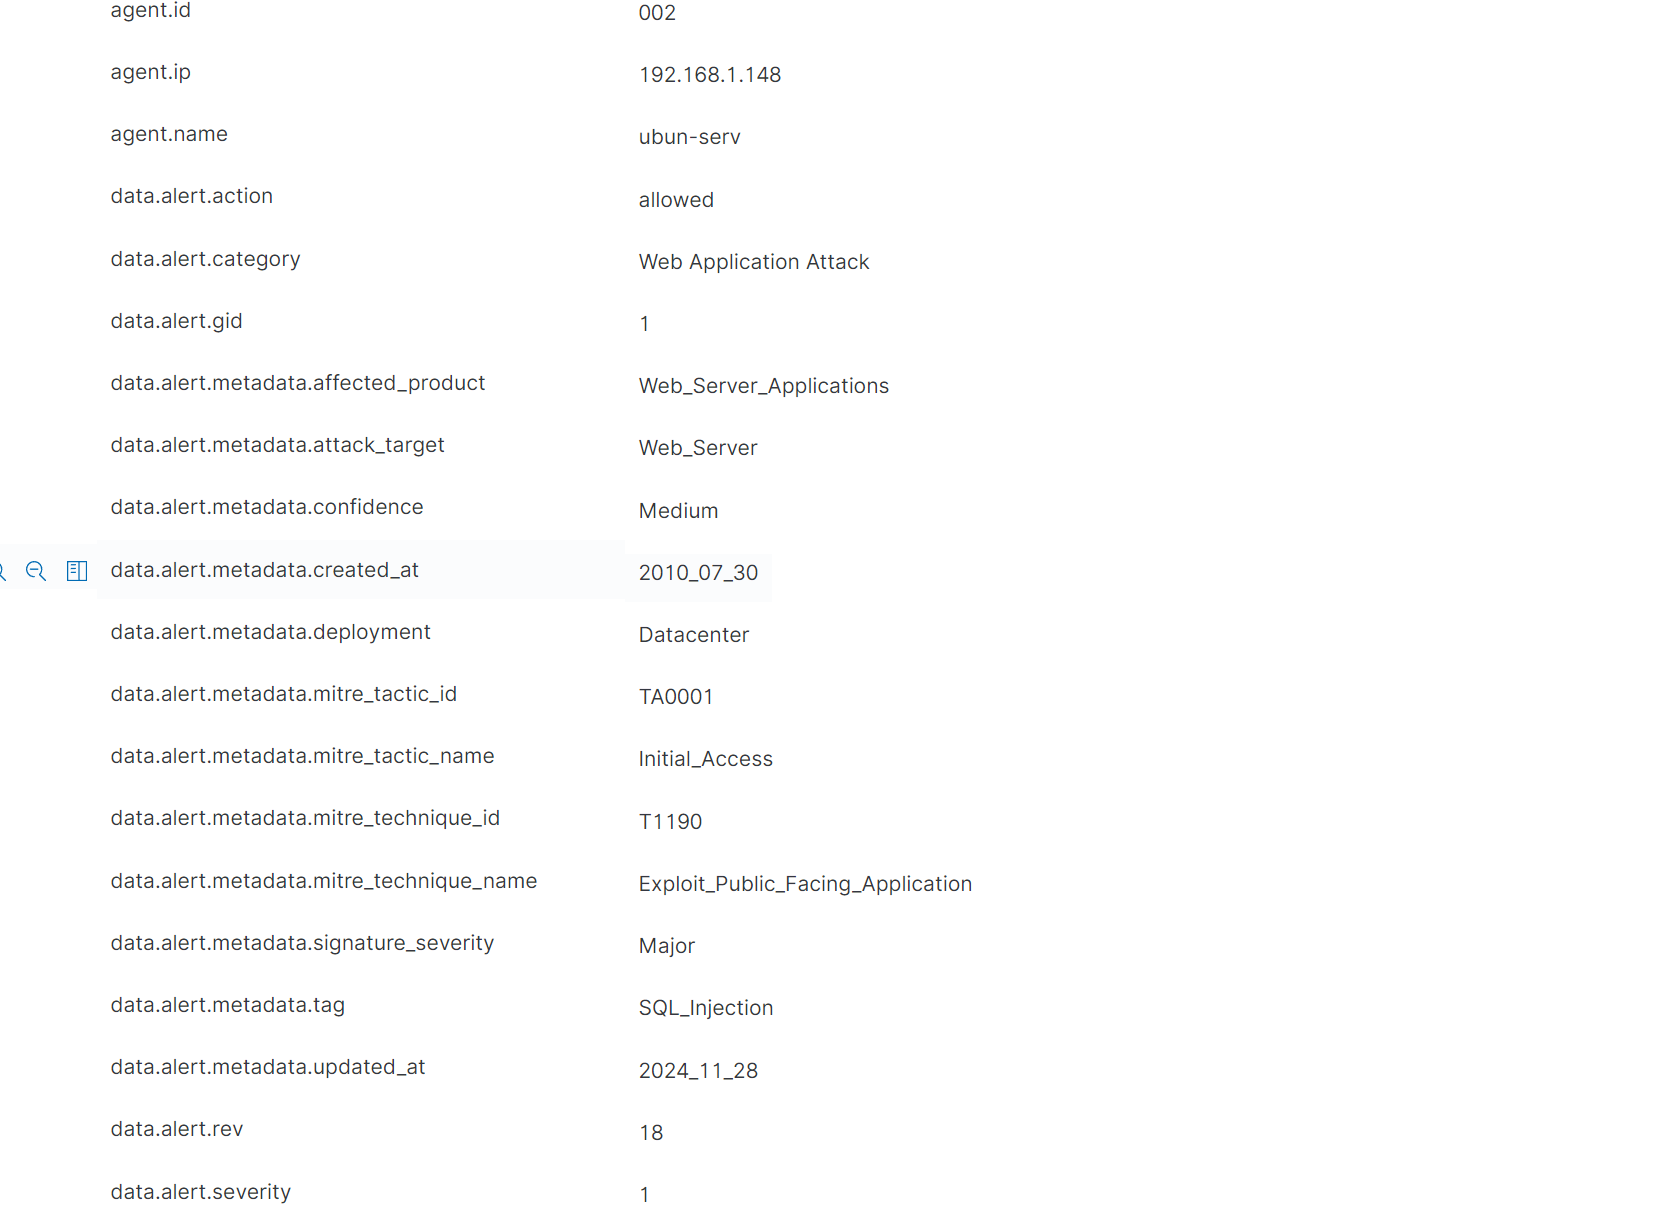 agent.id 002
agent.ip 192.168.1.148
agent.name ubun-serv
data.alert.action allowed
data.alert.category Web Application Attack
data.alert.gid 1
data.alert.metadata.affected_product Web_Server_Applications
data.alert.metadata.attack_target Web_Server
data.alert.metadata.confidence Medium
data.alert.metadata.created_at 2010_07_30
data.alert.metadata.deployment Datacenter
data.alert.metadata.mitre_tactic_id TA0001
data.alert.metadata.mitre_tactic_name Initial_Access
data.alert.metadata.mitre_technique_id T1190
data.alert.metadata.mitre_technique_name Exploit_Public_Facing_Application
data.alert.metadata.signature_severity Major
data.alert.metadata.tag SQL_Injection
data.alert.metadata.updated_at 2024_11_28
data.alert.rev 18
data.alert.severity 1